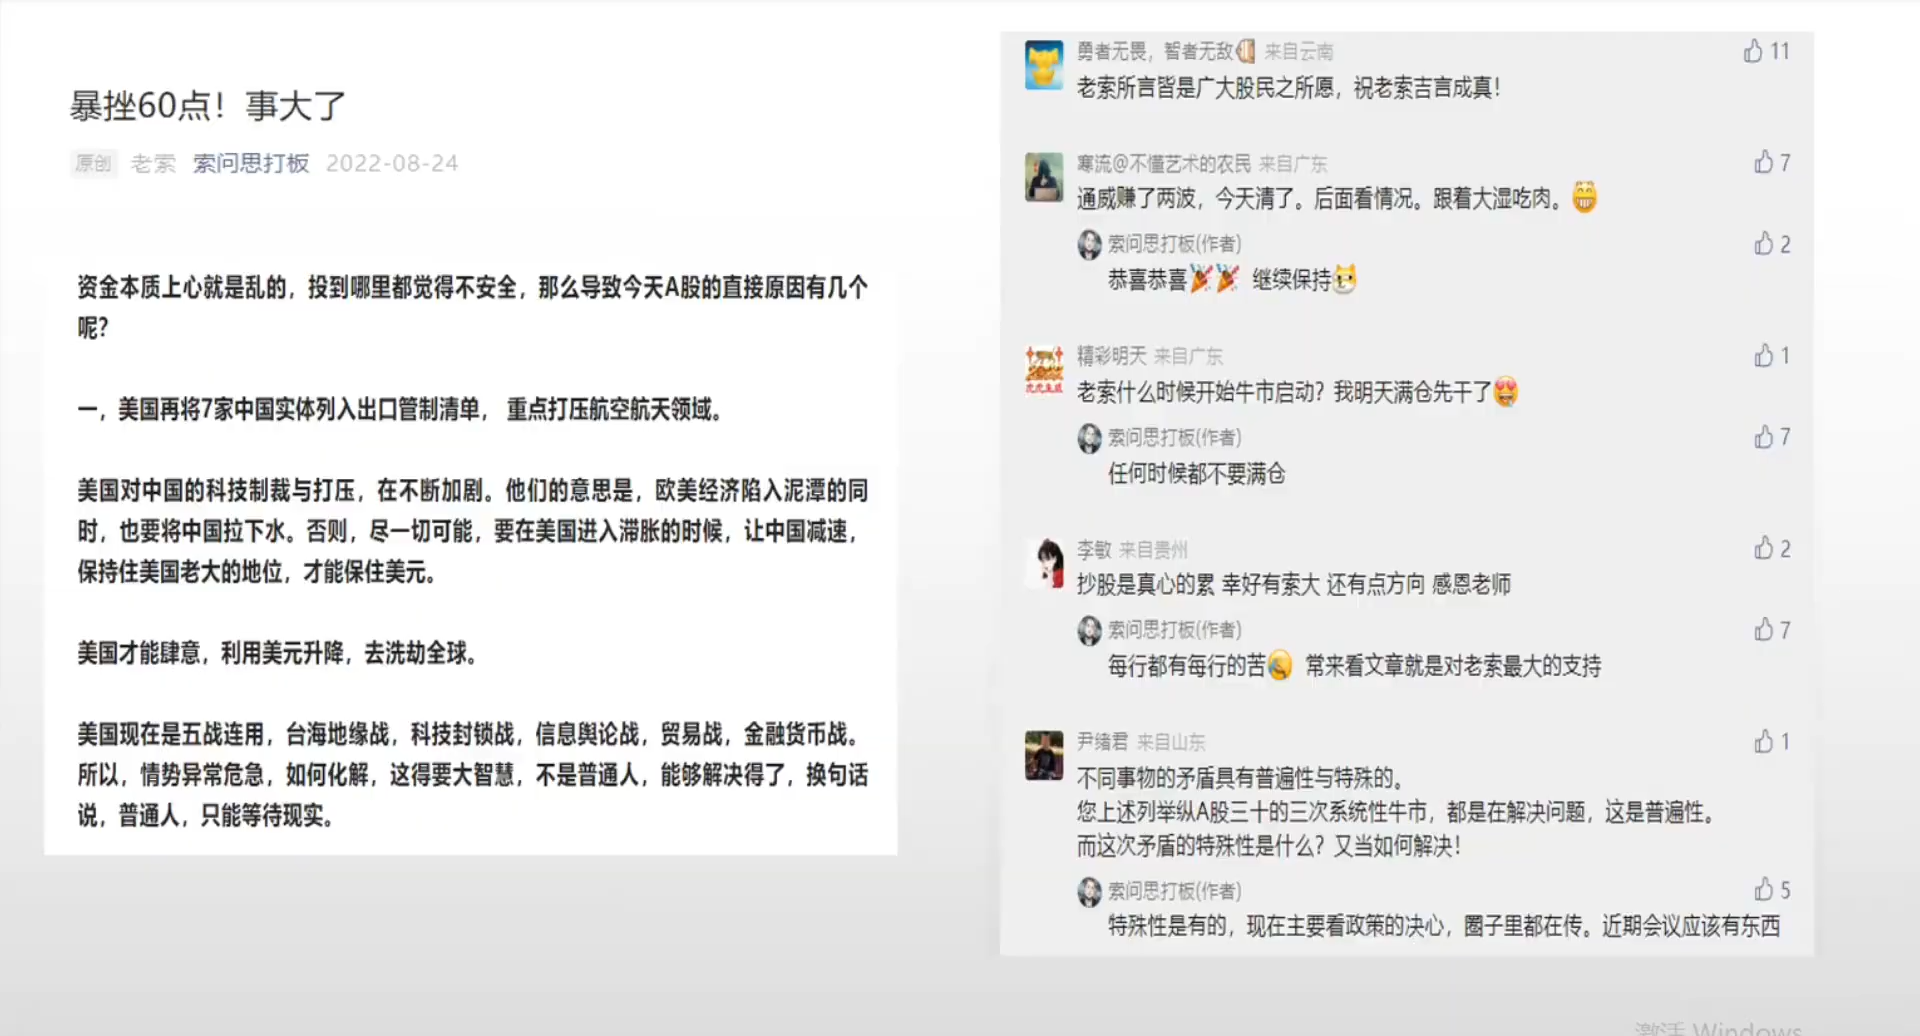 暴挫60点！事大了
原创 老索 索问思打板 2022-08-24
资金本质上心就是乱的，投到哪里都觉得不安全，那么导致今天A股的直接原因有几个
呢？
一，美国再将7家中国实体列入出口管制清单， 重点打压航空航天领域。
美国对中国的科技制裁与打压，在不断加剧。他们的意思是，欧美经济陷入泥潭的同
时，也要将中国拉下水。否则，尽一切可能，要在美国进入滞胀的时候，让中国减速，
保持住美国老大的地位，才能保住美元。
美国才能肆意，利用美元升降，去洗劫全球。
美国现在是五战连用，台海地缘战，科技封锁战，信息舆论战，贸易战，金融货币战。
所以，情势异常危急，如何化解，这得要大智慧，不是普通人，能够解决得了，换句话
说，普通人，只能等待现实。
勇者无畏，智者无敌 来自云南 11
老索所言皆是广大股民之所愿，祝老索吉言成真！
寒流@不懂艺术的农民 来自广东 7
通威赚了两波，今天清了。后面看情况。跟着大湿吃肉。😁
索问思打板(作者) 2
恭喜恭喜🎉🎉 继续保持
精彩明天 来自广东 1
老索什么时候开始牛市启动？我明天满仓先干了😍
索问思打板(作者) 7
任何时候都不要满仓
李敏 来自贵州 2
抄股是真心的累 幸好有索大 还有点方向 感恩老师
索问思打板(作者) 7
每行都有每行的苦 常来看文章就是对老索最大的支持
尹绪君 来自山东 1
不同事物的矛盾具有普遍性与特殊的。
您上述列举纵A股三十的三次系统性牛市，都是在解决问题，这是普遍性。
而这次矛盾的特殊性是什么？又当如何解决！
索问思打板(作者) 5
特殊性是有的，现在主要看政策的决心，圈子里都在传。近期会议应该有东西
激活 Windows